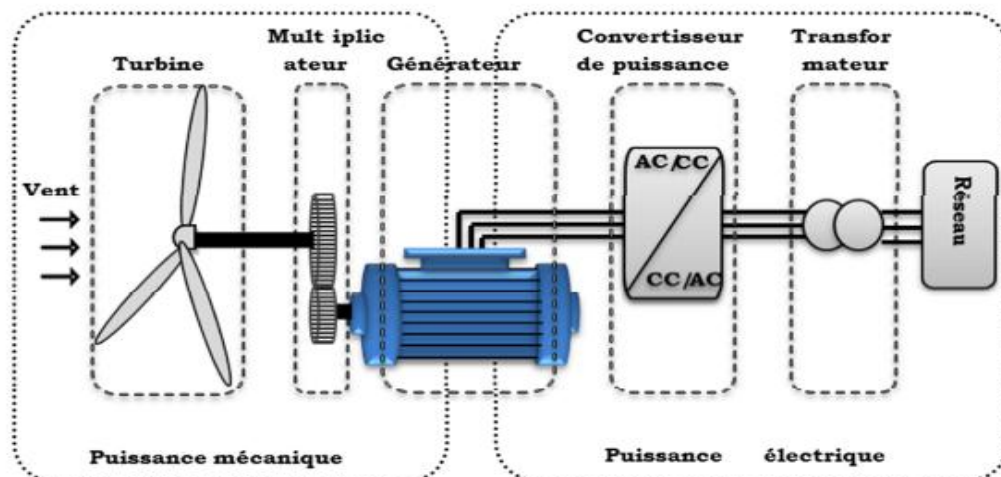 Mult iplic
ateur
Turbine
Générateur
Convertisseur
de puissance
Transfor
mateur
Vent
AC/CC
CC/AC
Réseau
Puissance mécanique
Puissance électrique